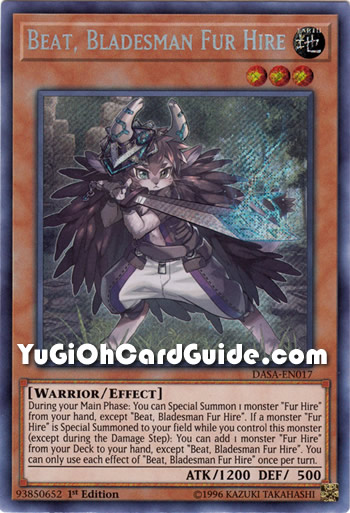 BEAT, BLADESMAN FUR HIRE
EARTH
地
YuGiOhCardGuide.com
DASA-EN017
[WARRIOR/EFFECT]
During your Main Phase: You can Special Summon 1 monster "Fur Hire"
from your hand, except "Beat, Bladesman Fur Hire". If a monster "Fur
Hire" is Special Summoned to your field while you control this monster
(except during the Damage Step): You can add 1 monster "Fur Hire"
from your Deck to your hand, except "Beat, Bladesman Fur Hire". You
can only use each effect of "Beat, Bladesman Fur Hire" once per turn.
ATK/1200 DEF/ 500
93850652 1st Edition ©1996 KAZUKI TAKAHASHI